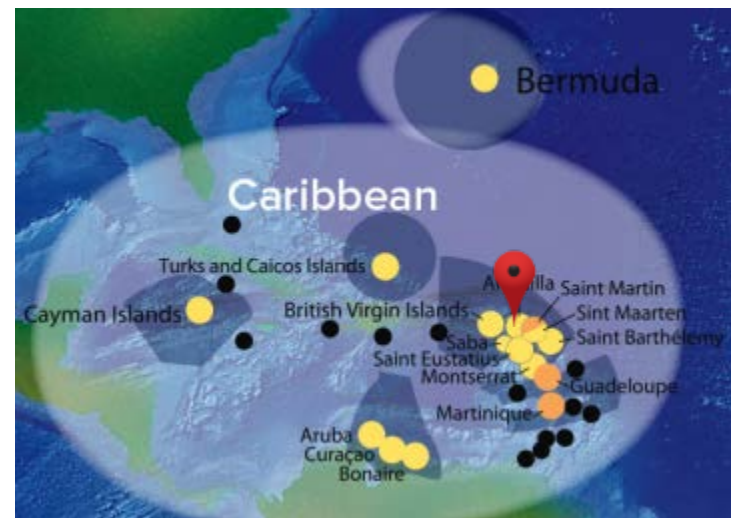 Bermuda
Caribbean
Turks and Caicos Islands
Saint Martin
Cayman Islands
British Virgin Islands
Sint Maarten
Saba
Saint Barthélemy
Saint Eustatius
Montserrat
Guadeloupe
Martinique
Aruba
Curaçao
Bonaire